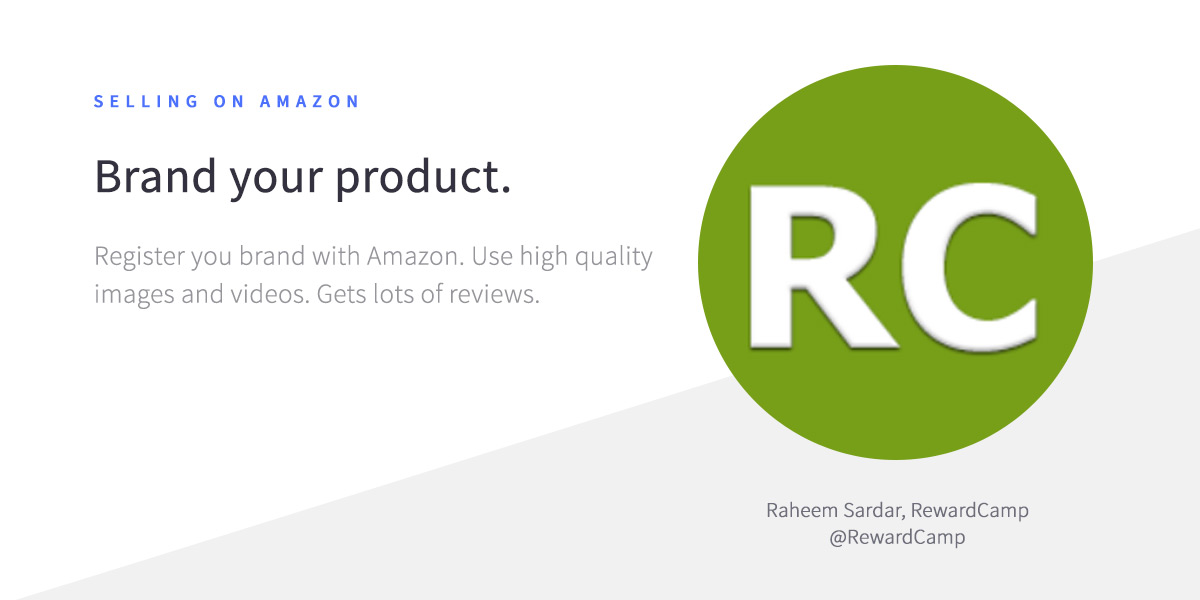 SELLING ON AMAZON
Brand your product.
Register you brand with Amazon. Use high quality
images and videos. Gets lots of reviews.
RC
Raheem Sardar, RewardCamp
@RewardCamp